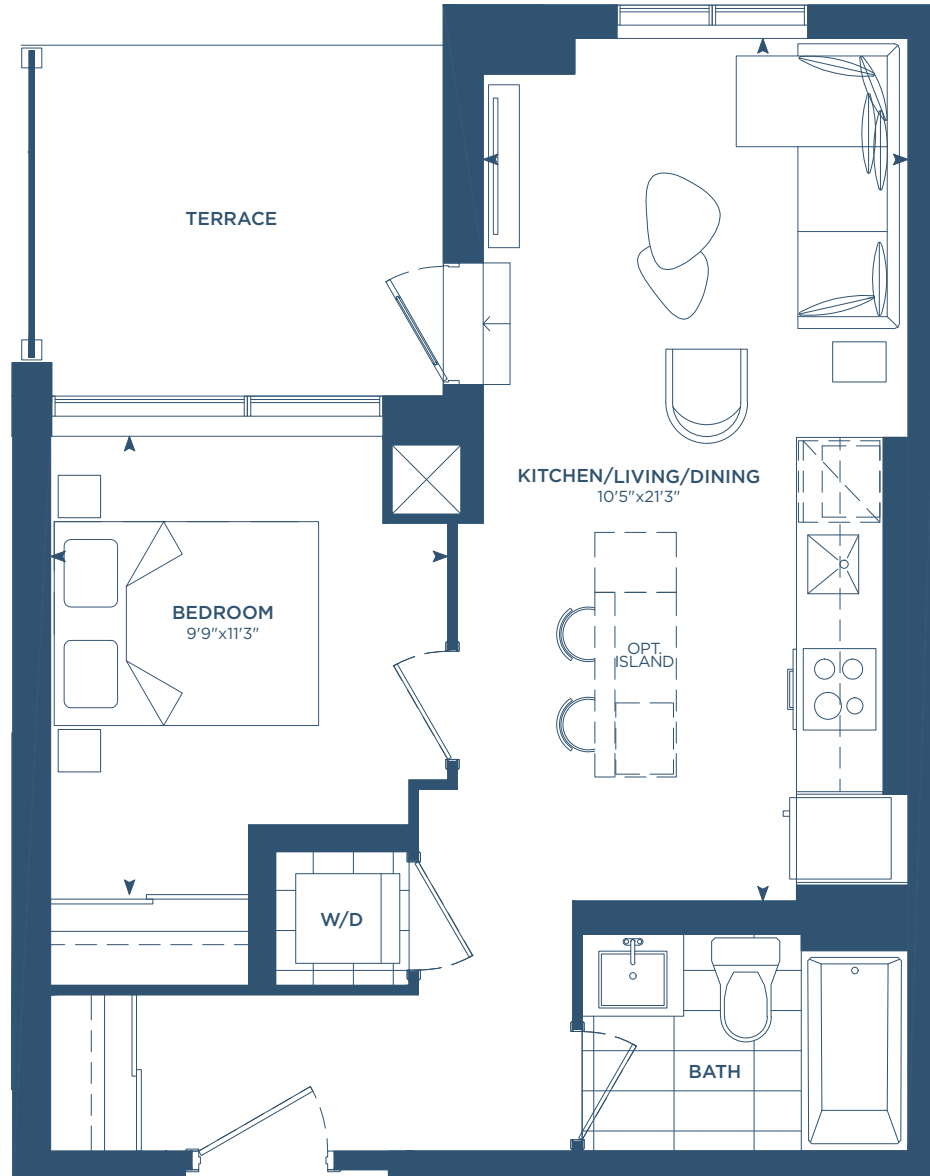 TERRACE
KITCHEN/LIVING/DINING
10'5"x21'3"
BEDROOM
9'9"x11'3"
OPT.
ISLAND
W/D
BATH